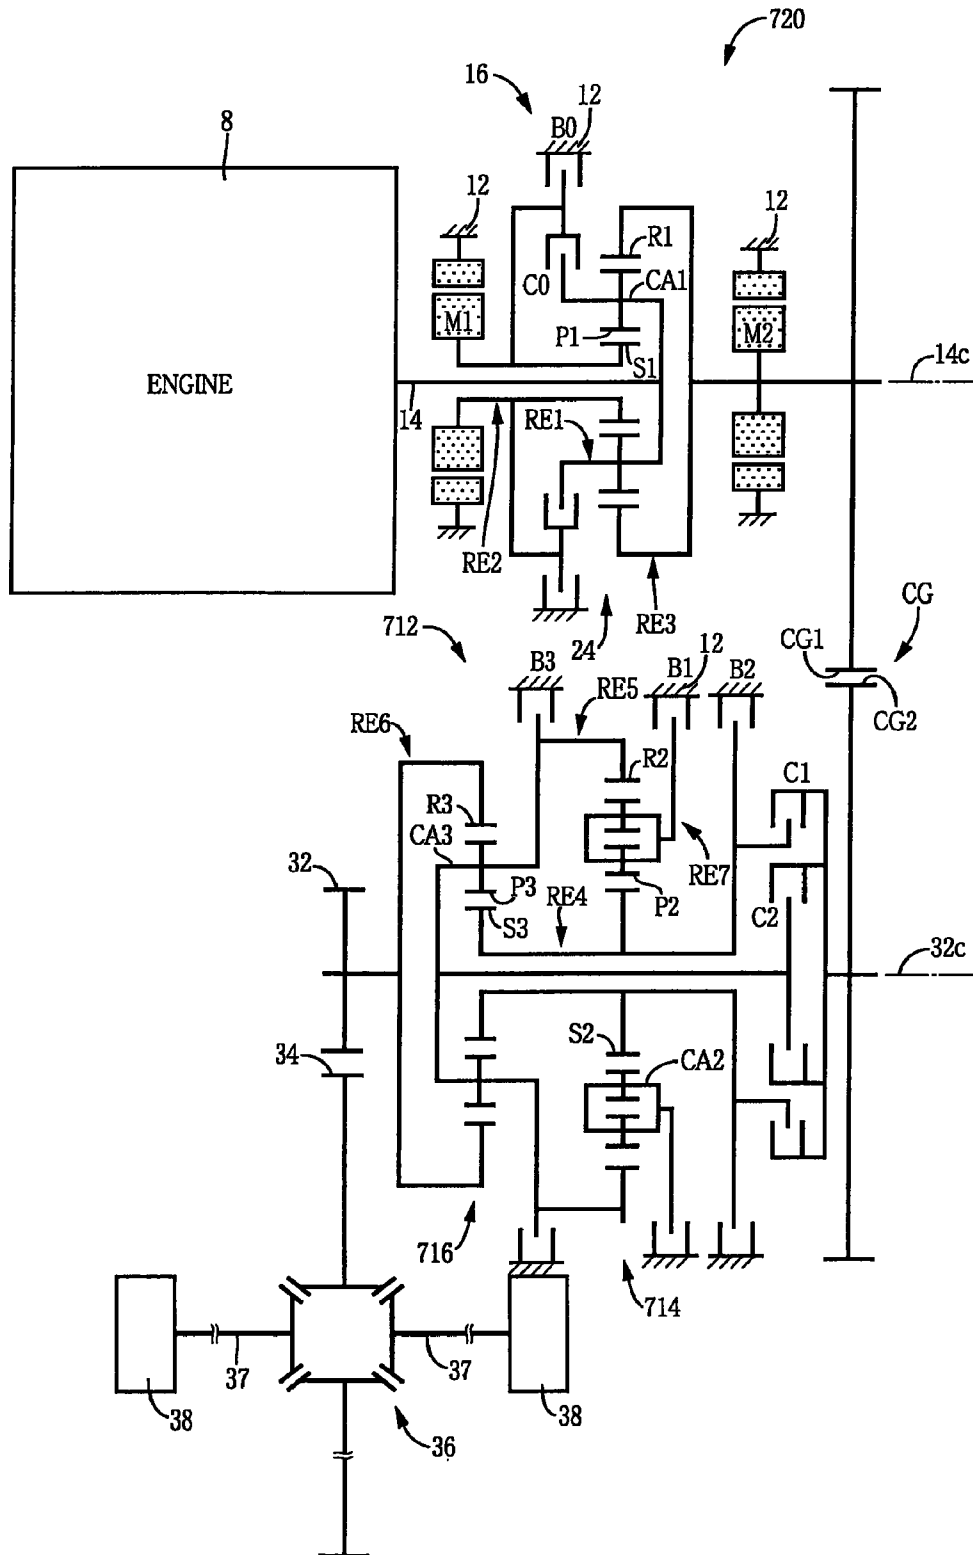 720
16
12
B0
8
12
12
R1
C0
CA1
M1
P1
M2
S1
14c
ENGINE
14
RE1
RE2
24
RE3
CG
712
CG1
B3
12
B1
B2
RE5
CG2
RE6
R2
C1
R3
CA3
RE7
32
P3
RE4
P2
C2
S3
32c
S2
34
CA2
716
714
37
37
38
38
36